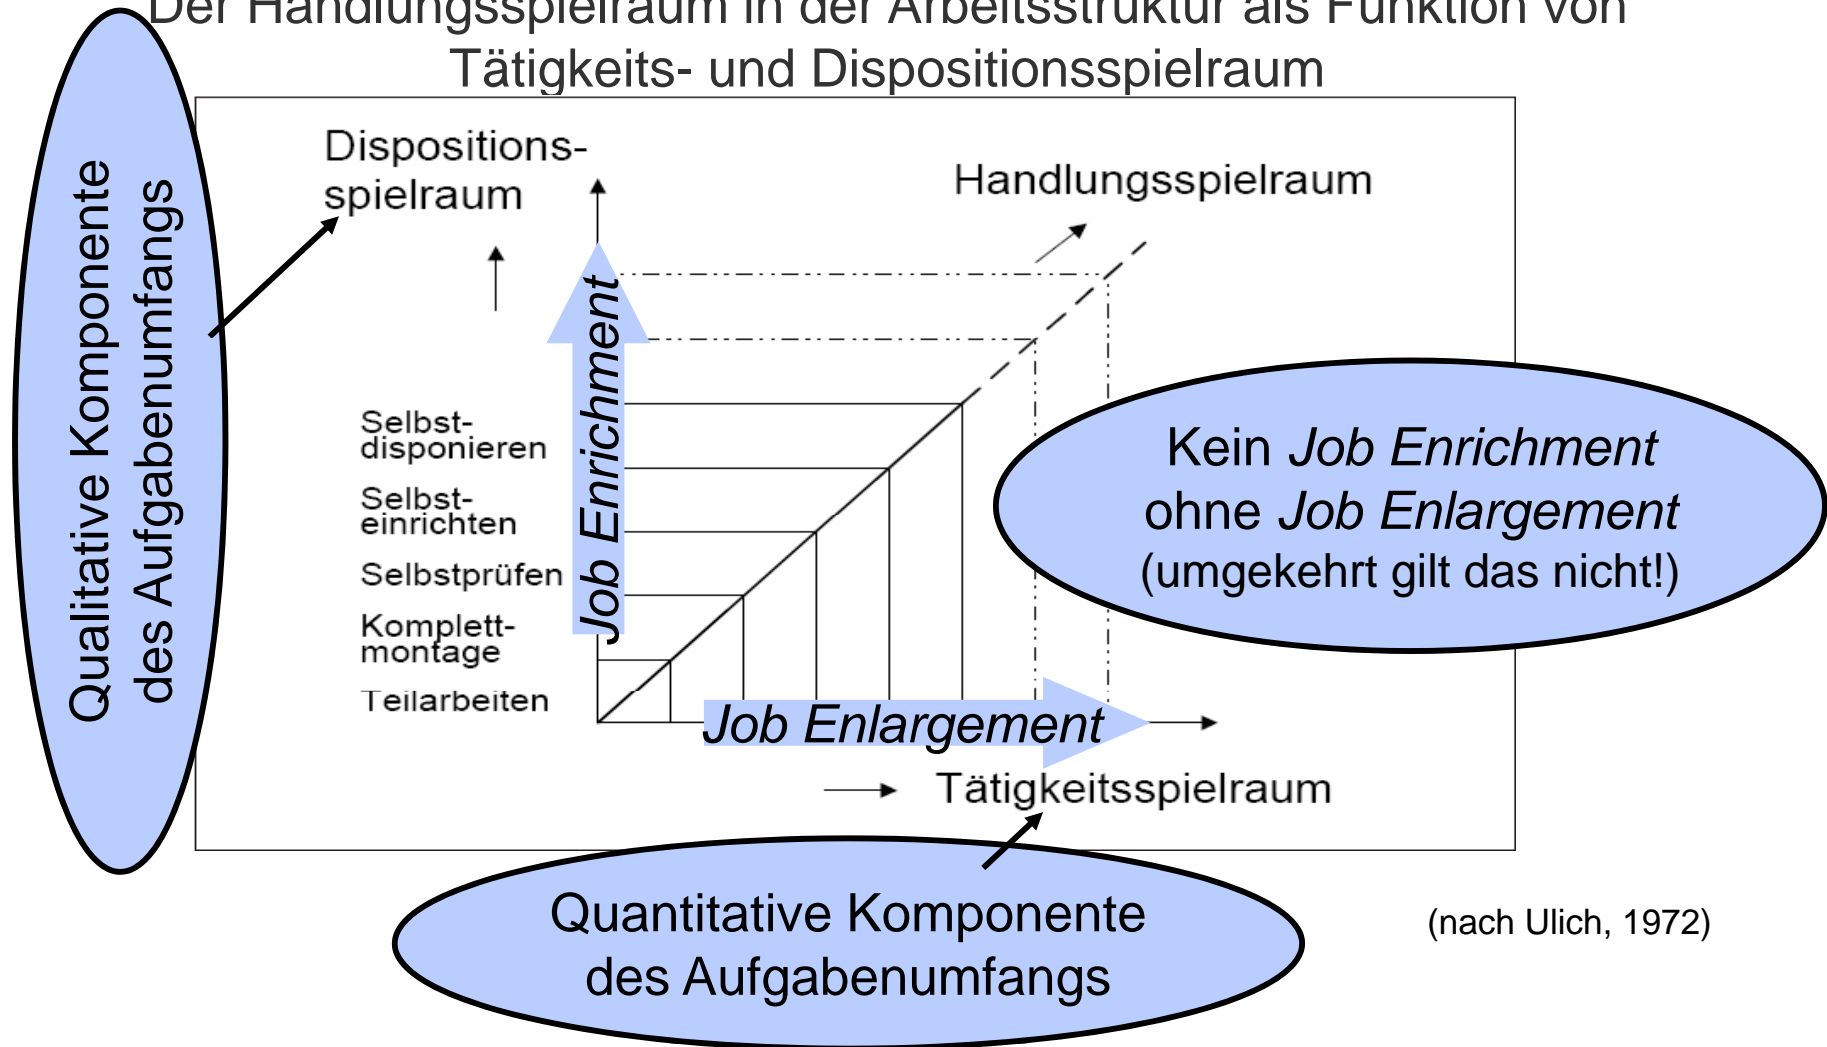 Der Handlungsspielraum in der Arbeitsstruktur als Funktion von
Tätigkeits- und Dispositionsspielraum
Qualitative Komponente
des Aufgabenumfangs
Dispositions-
spielraum
Handlungsspielraum
Job Enrichment
Selbst-
disponieren
Selbst-
einrichten
Selbstprüfen
Komplett-
montage
Teilarbeiten
Kein Job Enrichment
ohne Job Enlargement
(umgekehrt gilt das nicht!)
Job Enlargement
Tätigkeitsspielraum
Quantitative Komponente
des Aufgabenumfangs
(nach Ulich, 1972)